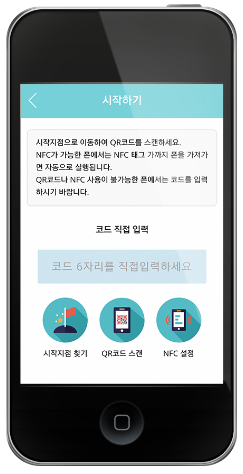 시작하기
시작지점으로 이동하여 QR코드를 스캔하세요.
NFC가 가능한 폰에서는 NFC 태그 가까지 폰을 가져가
면 자동으로 실행됩니다.
QR코드나 NFC 사용이 불가능한 폰에서는 코드를 입력
하시기 바랍니다.
코드 직접 입력
코드 6자리를 직접입력하세요
시작지점 찾기 QR코드 스캔 NFC 설정